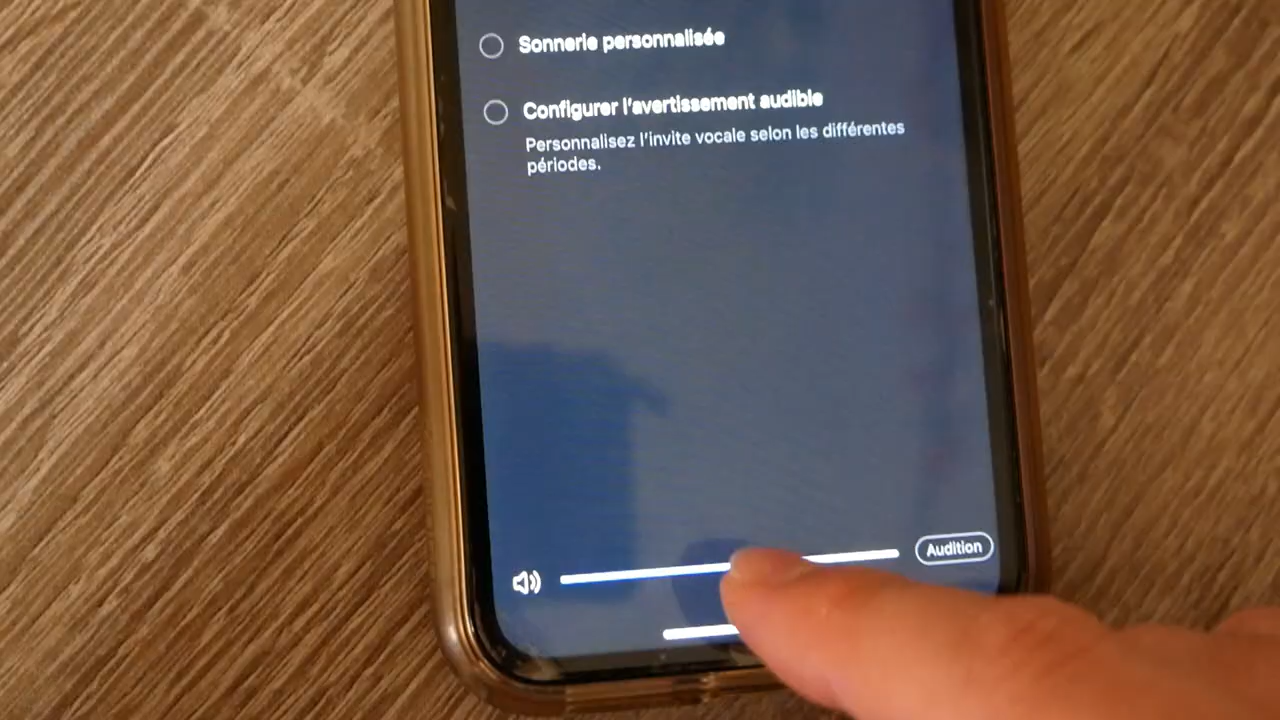 Sonnerie personnalisée
Configurer l'avertissement audible
Personnalisez l'invite vocale selon les différentes
périodes.
Audition